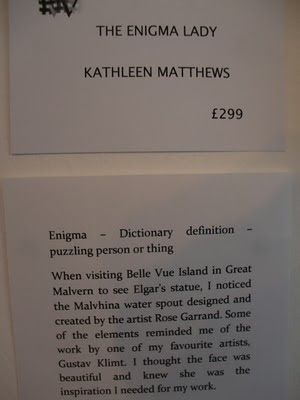 THE ENIGMA LADY
KATHLEEN MATTHEWS
£299
Enigma – Dictionary definition –
puzzling person or thing
When visiting Belle Vue Island in Great
Malvern to see Elgar's statue, I noticed
the Malvhina water spout designed and
created by the artist Rose Garrand. Some
of the elements reminded me of the
work by one of my favourite artists,
Gustav Klimt. I thought the face was
beautiful and knew she was the
inspiration I needed for my work.